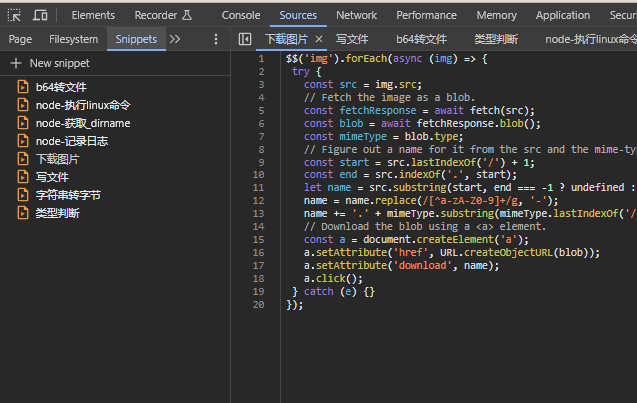 Elements Recorder Console Sources Network Performance Memory Application Secur
Page Filesystem Snippets 下载图片 写文件 b64转文件 类型判断 node-执行linux命令
New snippet
b64转文件
node-执行linux命令
node-获取_dirname
node-记录日志
下载图片
写文件
字符串转字节
类型判断
1 $$('img').forEach(async (img) => {
2 try {
3 const src = img.src;
4 // Fetch the image as a blob.
5 const fetchResponse = await fetch(src);
6 const blob = await fetchResponse.blob();
7 const mimeType = blob.type;
8 // Figure out a name for it from the src and the mime-typ
9 const start = src.lastIndexOf('/') + 1;
10 const end = src.indexOf('.', start);
11 let name = src.substring(start, end === -1 ? undefined :
12 name = name.replace(/[^a-zA-Z0-9]+/g, '-');
13 name += '.' + mimeType.substring(mimeType.lastIndexOf('/
14 // Download the blob using a <a> element.
15 const a = document.createElement('a');
16 a.setAttribute('href', URL.createObjectURL(blob));
17 a.setAttribute('download', name);
18 a.click();
19 } catch (e) {}
20 });